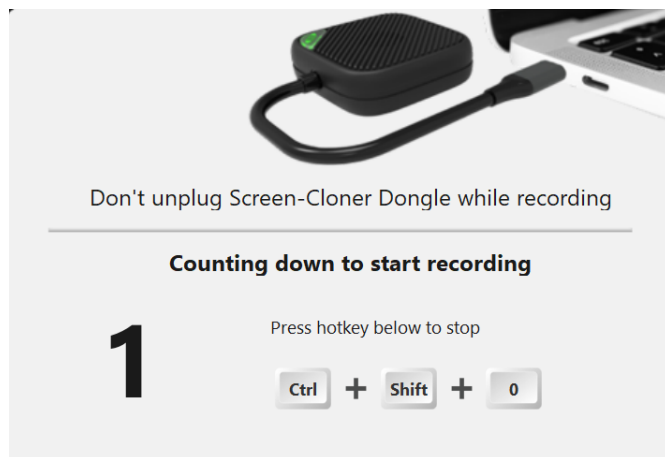 Don't unplug Screen-Cloner Dongle while recording
Counting down to start recording
1
Press hotkey below to stop
Ctrl + Shift + 0